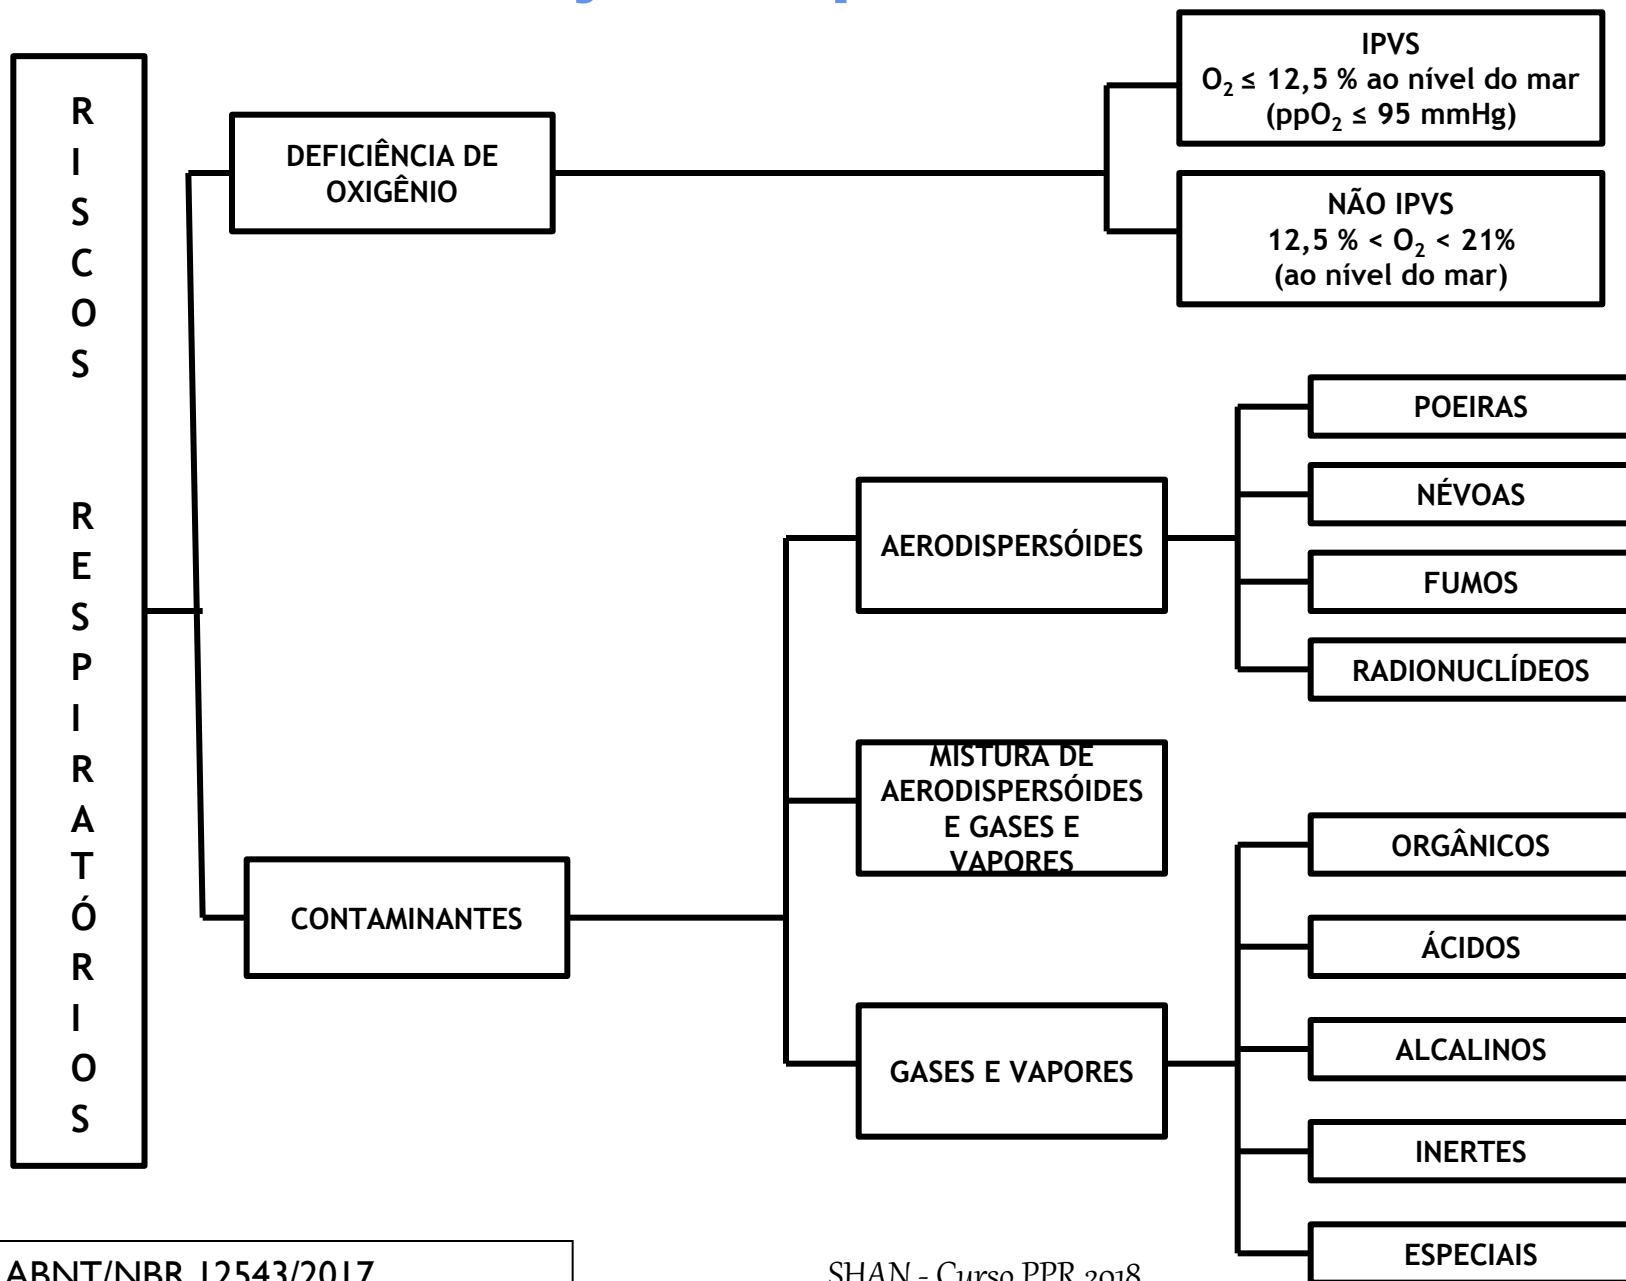 RISCOS
RESPIRATÓRIOS
DEFICIÊNCIA DE
OXIGÊNIO
IPVS
O₂ ≤ 12,5 % ao nível do mar
(ppO₂ ≤ 95 mmHg)
NÃO IPVS
12,5 % < O₂ < 21%
(ao nível do mar)
CONTAMINANTES
AERODISPERSÓIDES
POEIRAS
NÉVOAS
FUMOS
RADIONUCLÍDEOS
MISTURA DE
AERODISPERSÓIDES
E GASES E
VAPORES
GASES E VAPORES
ORGÂNICOS
ÁCIDOS
ALCALINOS
INERTES
ESPECIAIS
ABNT/NBR 12543/2017
SHAN - Curso PPR 2018